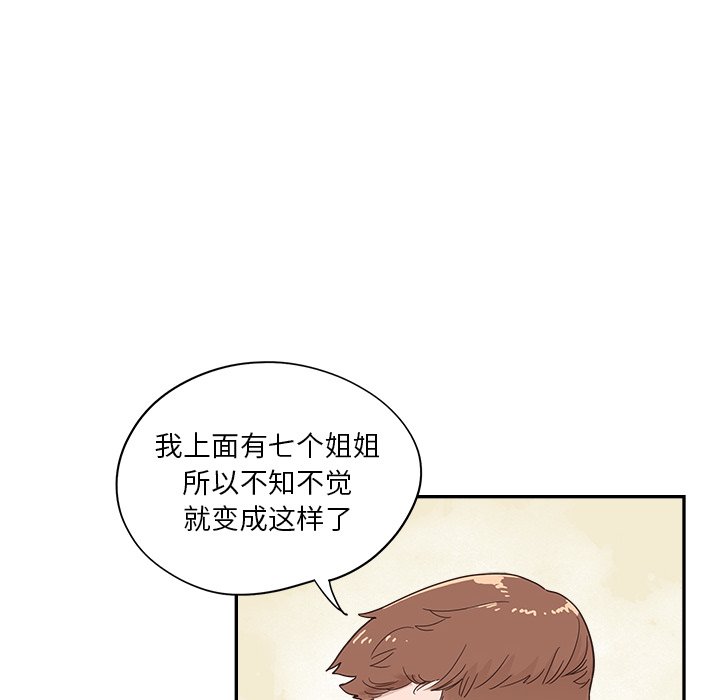 我上面有七个姐姐
所以不知不觉
就变成这样了